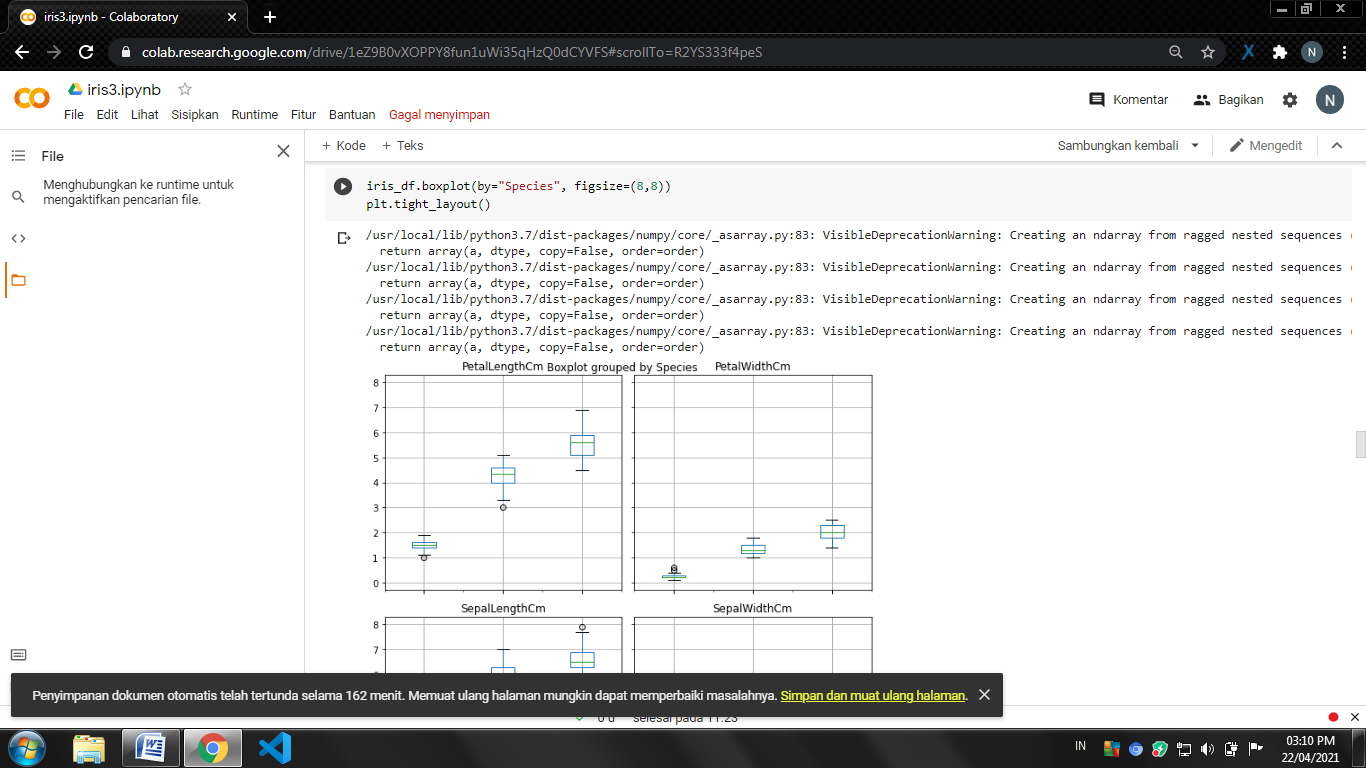 iris3.ipynb - Colaboratory
colab.research.google.com/drive/1eZ9B0vXOPPY8fun1uWi35qHzQ0dCYVFS#scrollTo=R2YS333f4peS
N
iris3.ipynb
File Edit Lihat Sisipkan Runtime Fitur Bantuan Gagal menyimpan
Komentar Bagikan N
File
Menghubungkan ke runtime untuk
mengaktifkan pencarian file.
+ Kode + Teks
Sambungkan kembali Mengedit
iris_df.boxplot(by="Species", figsize=(8,8))
plt.tight_layout()
/usr/local/lib/python3.7/dist-packages/numpy/core/_asarray.py:83: VisibleDeprecationWarning: Creating an ndarray from ragged nested sequences (
return array(a, dtype, copy=False, order=order)
/usr/local/lib/python3.7/dist-packages/numpy/core/_asarray.py:83: VisibleDeprecationWarning: Creating an ndarray from ragged nested sequences (
return array(a, dtype, copy=False, order=order)
/usr/local/lib/python3.7/dist-packages/numpy/core/_asarray.py:83: VisibleDeprecationWarning: Creating an ndarray from ragged nested sequences (
return array(a, dtype, copy=False, order=order)
/usr/local/lib/python3.7/dist-packages/numpy/core/_asarray.py:83: VisibleDeprecationWarning: Creating an ndarray from ragged nested sequences (
return array(a, dtype, copy=False, order=order)
PetalLengthCm Boxplot grouped by Species PetalWidthCm
8
7
6
5
4
3
2
1
0
SepalLengthCm SepalWidthCm
8
7
Penyimpanan dokumen otomatis telah tertunda selama 162 menit. Memuat ulang halaman mungkin dapat memperbaiki masalahnya. Simpan dan muat ulang halaman.
0 d selesai pada 11.23
IN
03:10 PM
22/04/2021